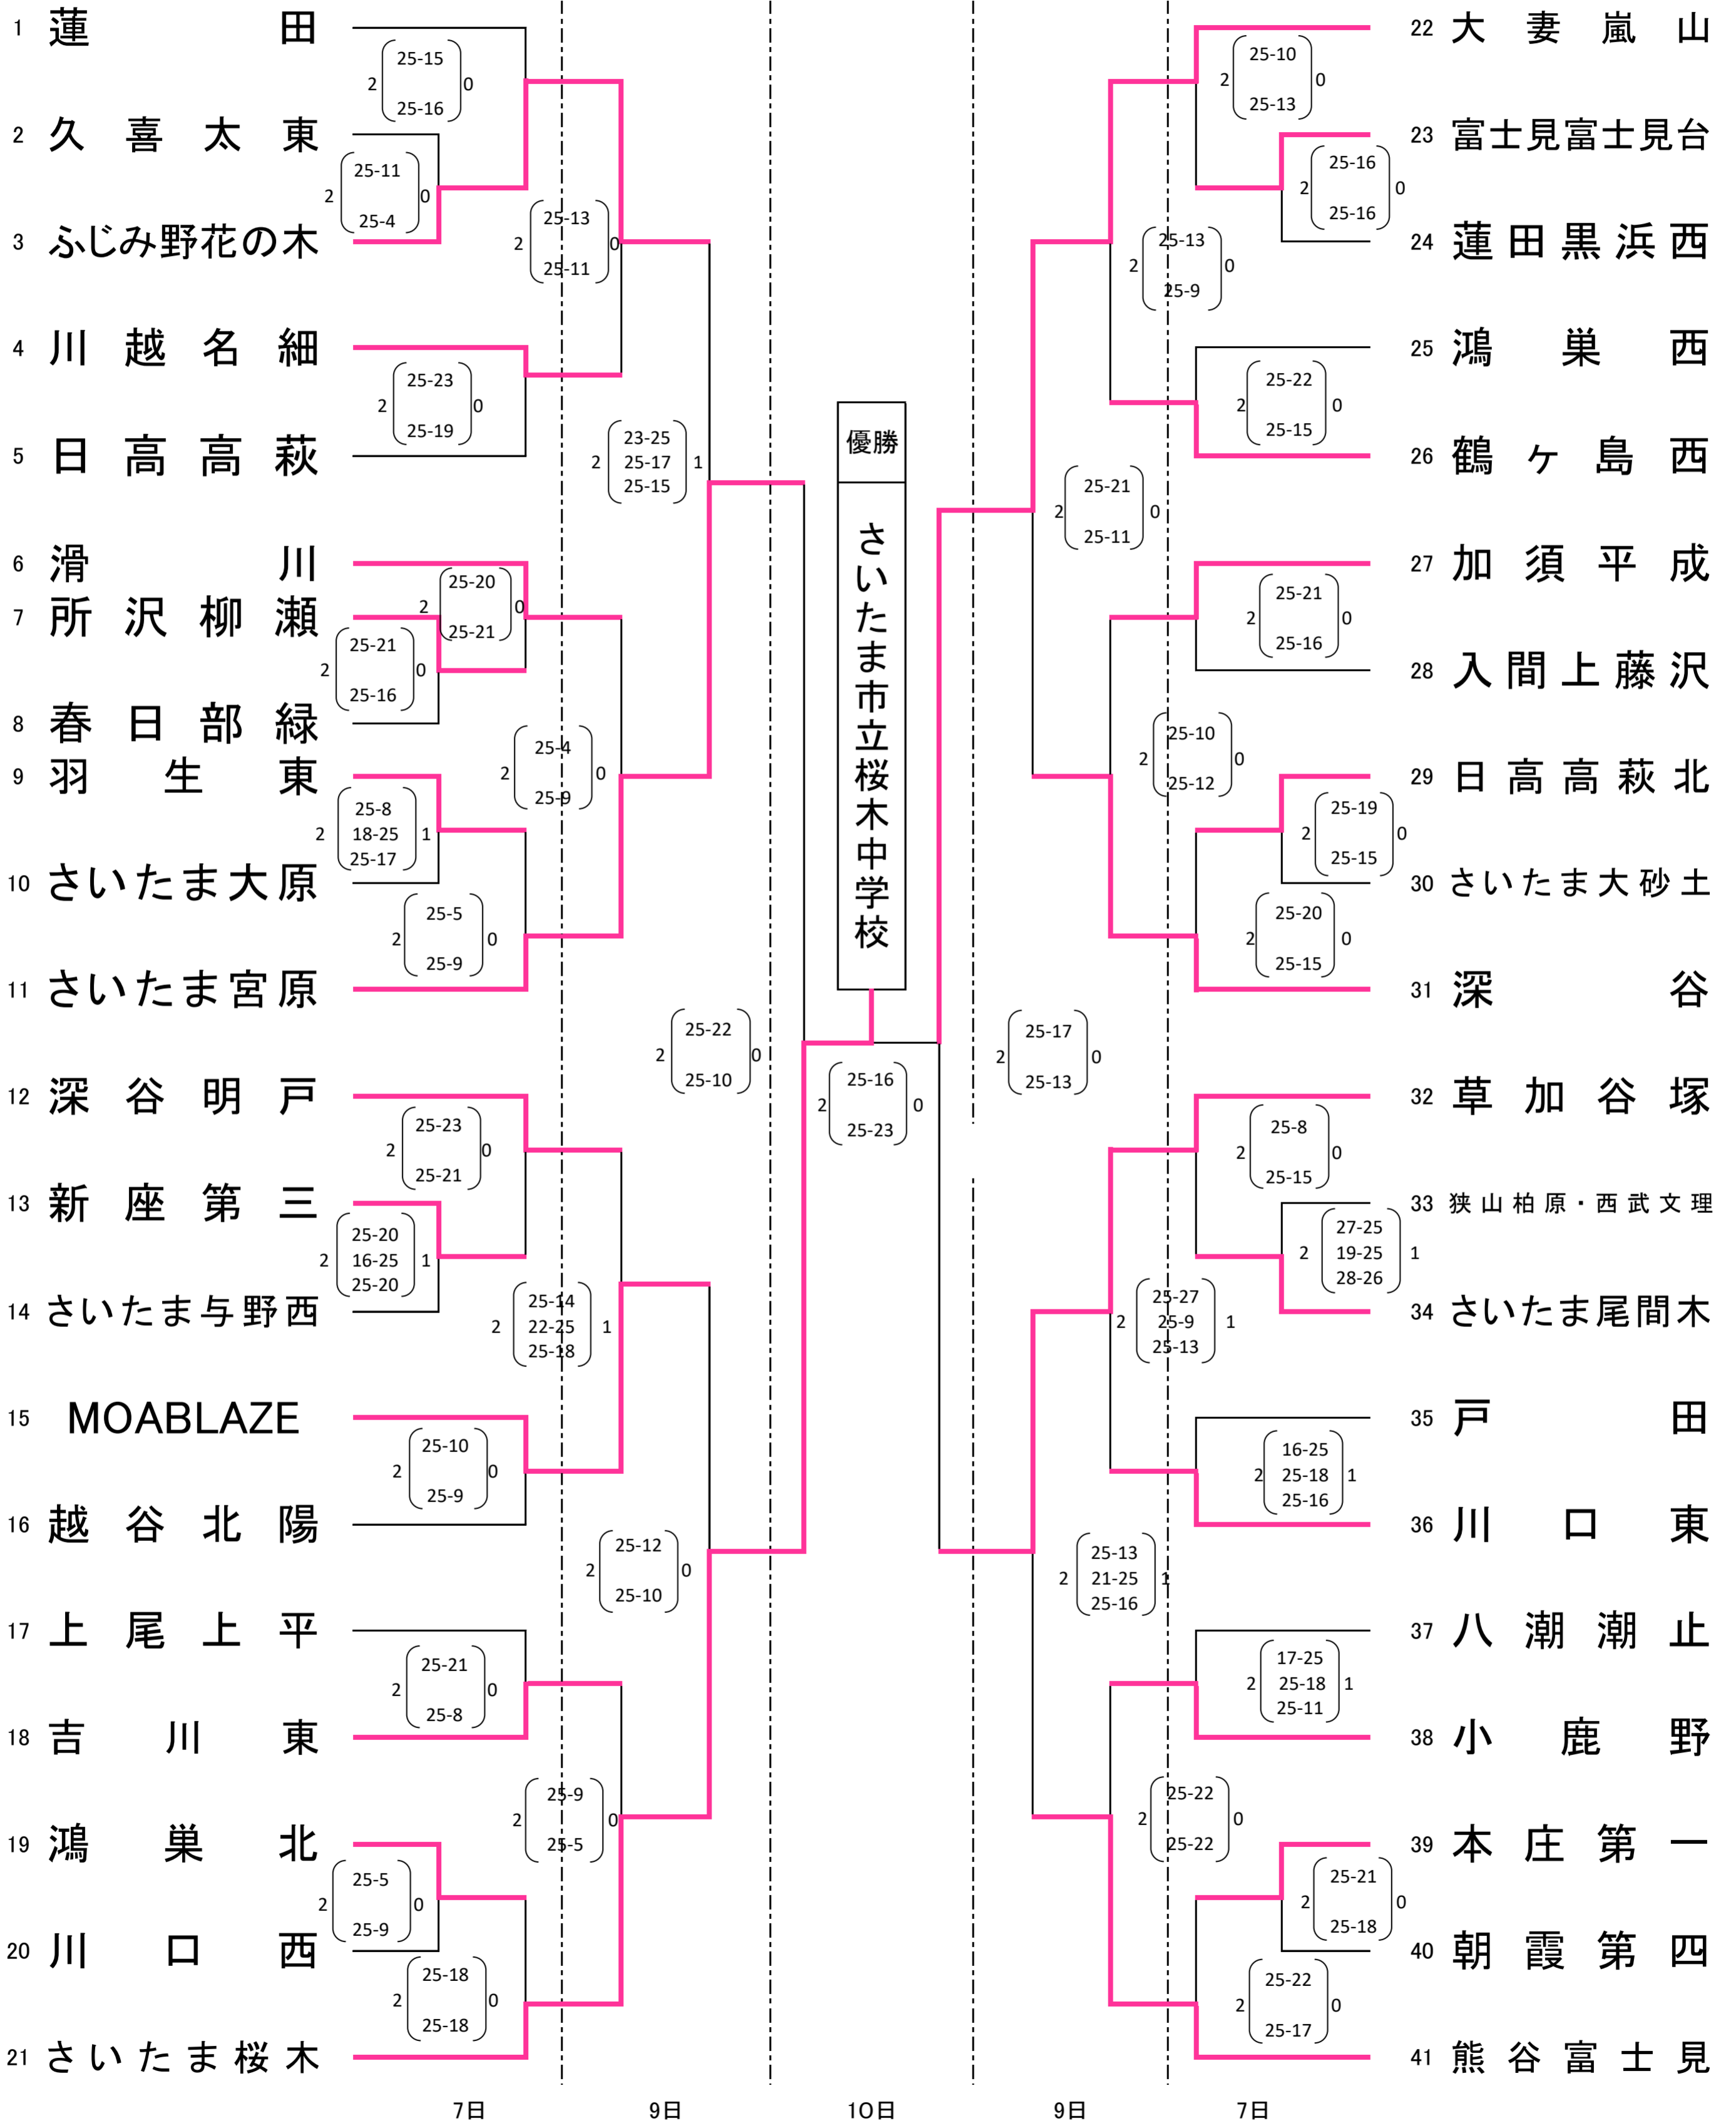 1 蓮田
25-15
2 0
25-16
2 久喜太東
25-11
2 0
25-4
3 ふじみ野花の木
25-13
2 0
25-11
4 川越名細
25-23
2 0
25-19
5 日高高萩
23-25
2 25-17 1
25-15
6 滑川
25-20
2 0
25-21
7 所沢柳瀬
25-21
2 0
25-16
8 春日部緑
25-4
2 0
25-9
9 羽生東
25-8
2 18-25 1
25-17
10 さいたま大原
25-5
2 0
25-9
11 さいたま宮原
25-22
2 0
25-10
12 深谷明戸
25-23
2 0
25-21
13 新座第三
25-20
2 16-25 1
25-20
14 さいたま与野西
25-14
2 22-25 1
25-18
15 MOABLAZE
25-10
2 0
25-9
16 越谷北陽
25-12
2 0
25-10
17 上尾上平
25-21
2 0
25-8
18 吉川東
25-9
2 0
25-5
19 鴻巣北
25-5
2 0
25-9
20 川口西
25-18
2 0
25-18
21 さいたま桜木
優勝
さいたま市立桜木中学校
25-16
2 0
25-23
22 大妻嵐山
25-10
2 0
25-13
23 富士見富士見台
25-16
2 0
25-16
24 蓮田黒浜西
25-13
2 0
25-9
25 鴻巣西
25-22
2 0
25-15
26 鶴ヶ島西
25-21
2 0
25-11
27 加須平成
25-21
2 0
25-16
28 入間上藤沢
25-10
2 0
25-12
29 日高高萩北
25-19
2 0
25-15
30 さいたま大砂土
25-20
2 0
25-15
31 深谷
25-17
2 0
25-13
32 草加谷塚
25-8
2 0
25-15
33 狭山柏原・西武文理
27-25
2 19-25 1
28-26
34 さいたま尾間木
25-27
2 25-9 1
25-13
35 戸田
16-25
2 25-18 1
25-16
36 川口東
25-13
2 21-25 1
25-16
37 八潮潮止
17-25
2 25-18 1
25-11
38 小鹿野
25-22
2 0
25-22
39 本庄第一
25-21
2 0
25-18
40 朝霞第四
25-22
2 0
25-17
41 熊谷富士見
7日 9日 10日 9日 7日